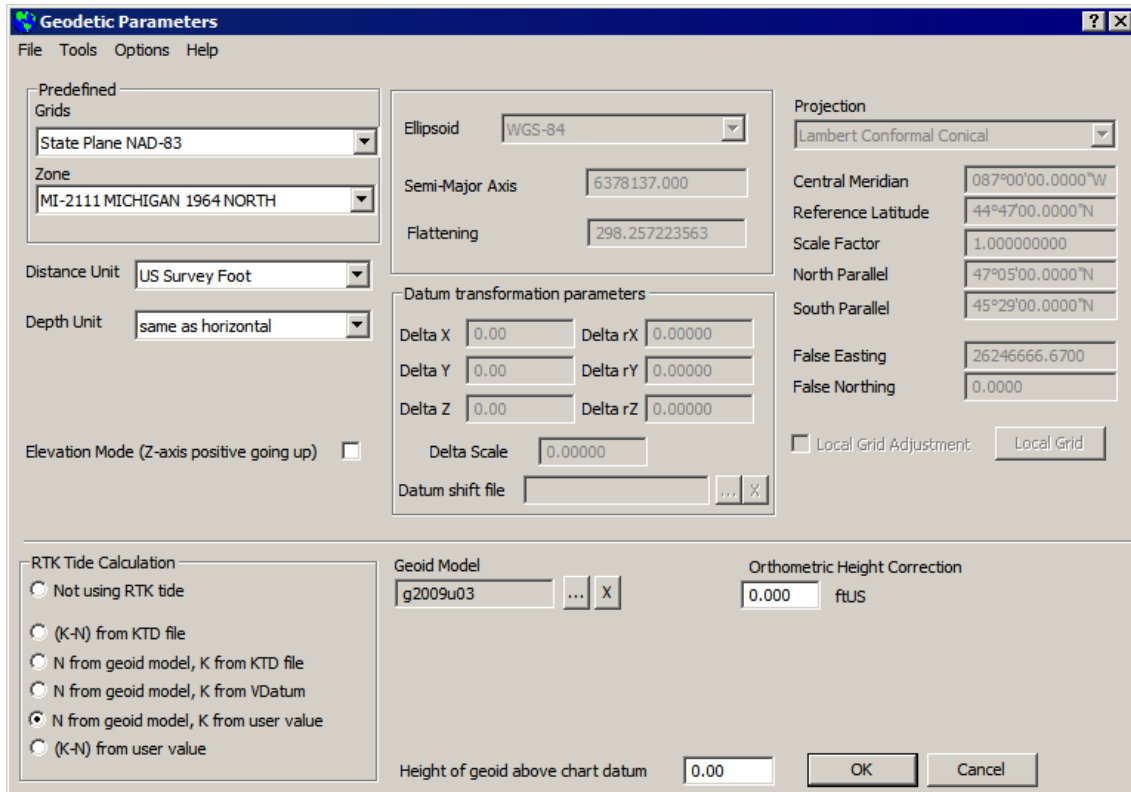 Geodetic Parameters
File Tools Options Help
Predefined
Grids
State Plane NAD-83
Zone
MI-2111 MICHIGAN 1964 NORTH
Distance Unit US Survey Foot
Depth Unit same as horizontal
Elevation Mode (Z-axis positive going up)
Ellipsoid WGS-84
Semi-Major Axis 6378137.000
Flattening 298.257223563
Datum transformation parameters
Delta X 0.00 Delta rX 0.00000
Delta Y 0.00 Delta rY 0.00000
Delta Z 0.00 Delta rZ 0.00000
Delta Scale 0.00000
Datum shift file ... X
Projection
Lambert Conformal Conical
Central Meridian 087°00'00.0000"W
Reference Latitude 44°47'00.0000"N
Scale Factor 1.000000000
North Parallel 47°05'00.0000"N
South Parallel 45°29'00.0000"N
False Easting 26246666.6700
False Northing 0.0000
Local Grid Adjustment Local Grid
RTK Tide Calculation
Not using RTK tide
(K-N) from KTD file
N from geoid model, K from KTD file
N from geoid model, K from VDatum
N from geoid model, K from user value
(K-N) from user value
Geoid Model
g2009u03 ... X
Orthometric Height Correction
0.000 ftUS
Height of geoid above chart datum 0.00
OK Cancel